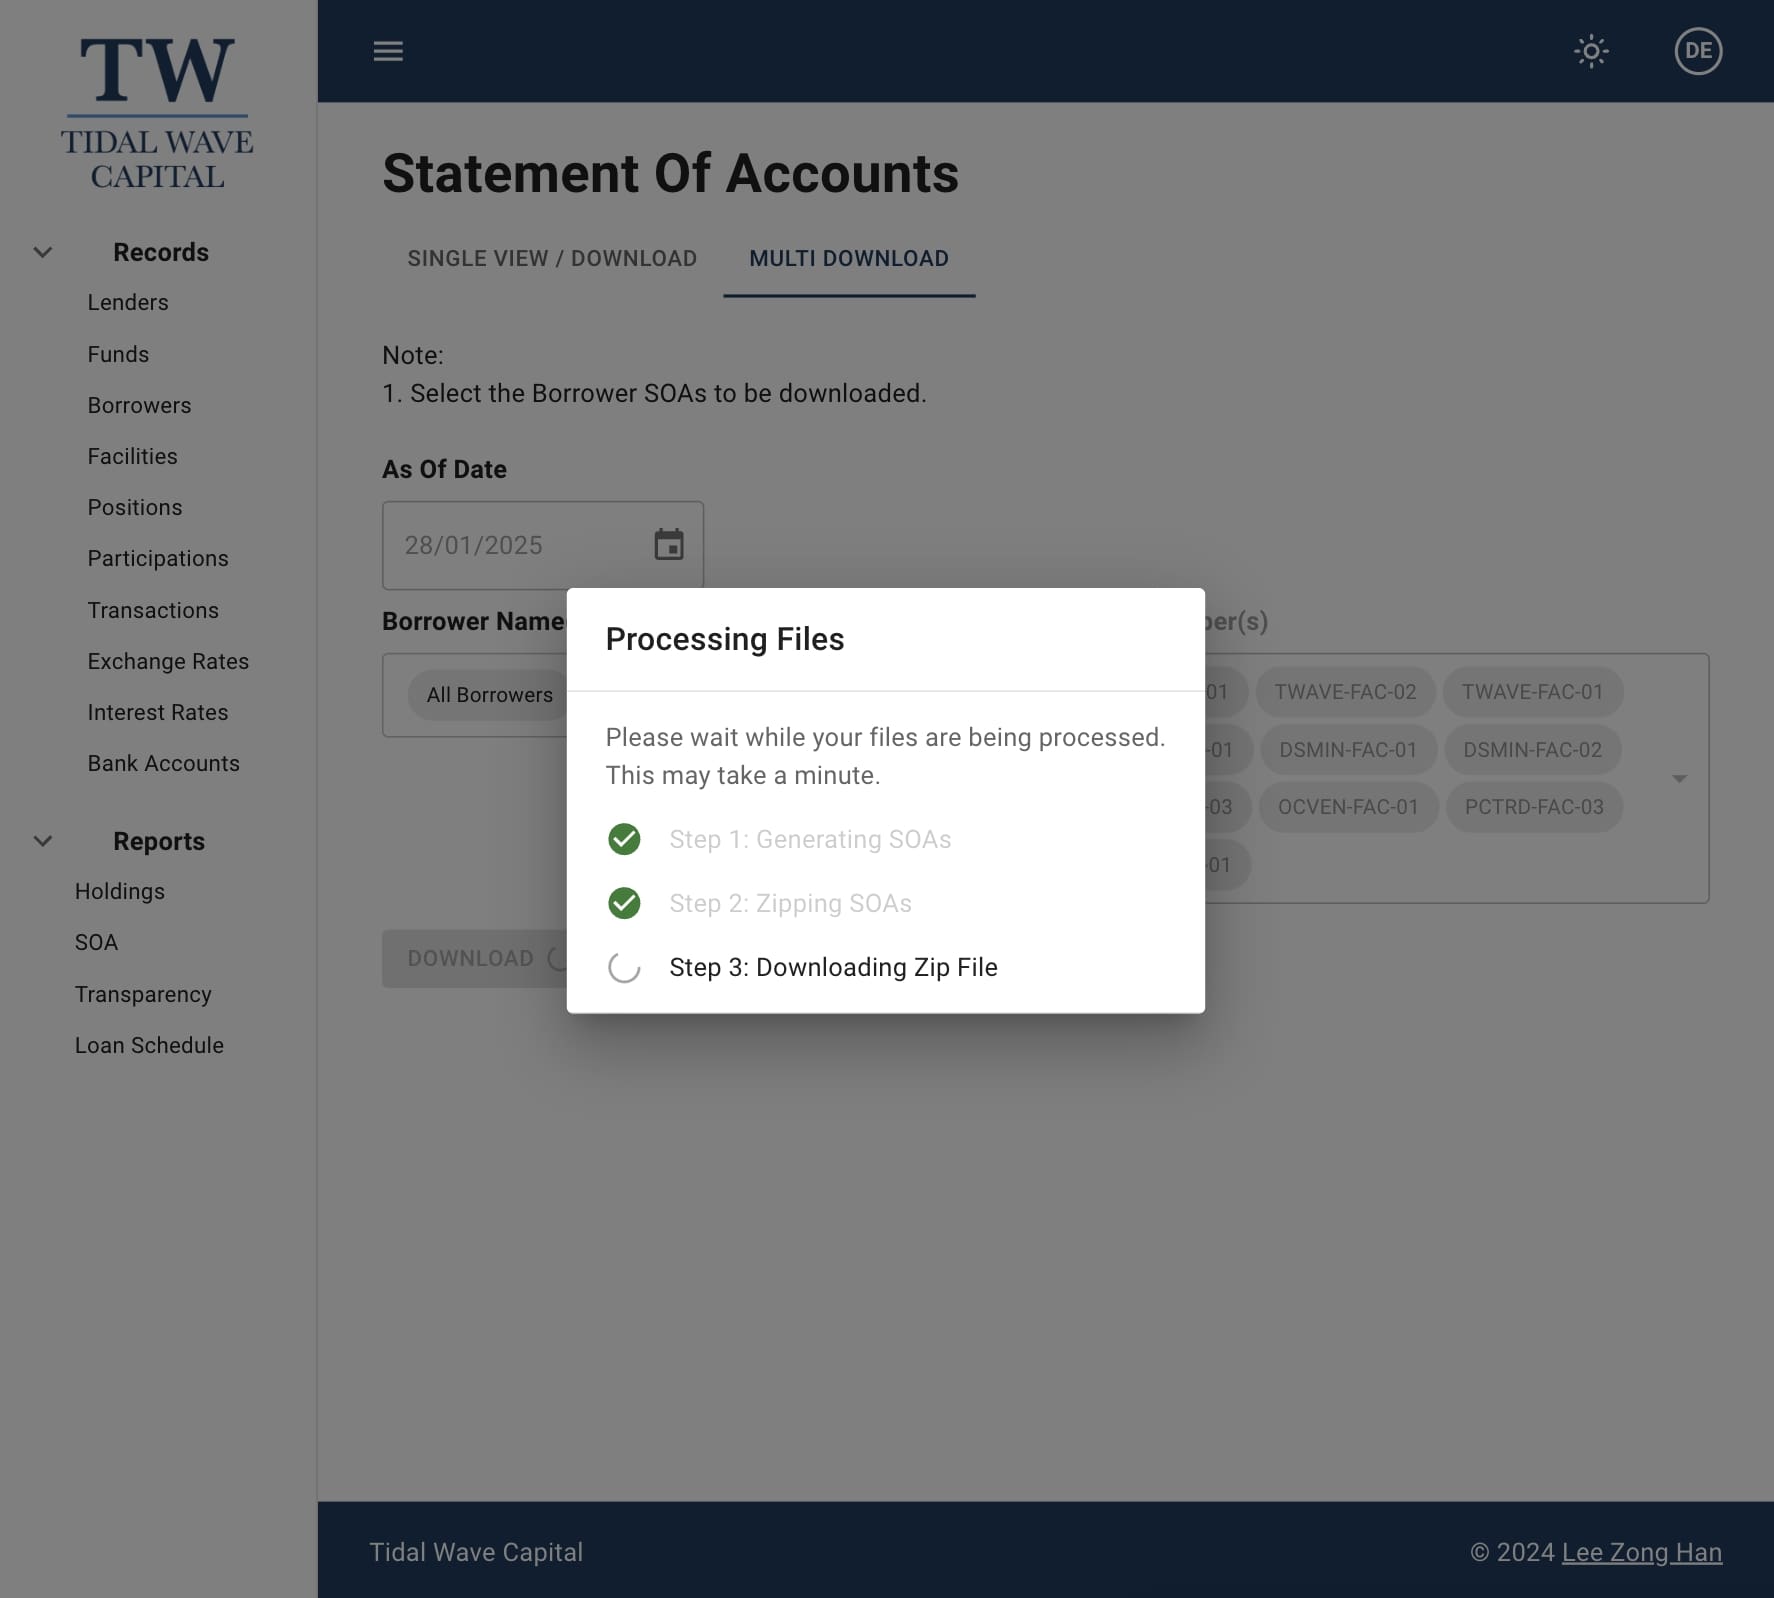 TW
TIDAL WAVE
CAPITAL
Records
Lenders
Funds
Borrowers
Facilities
Positions
Participations
Transactions
Exchange Rates
Interest Rates
Bank Accounts
Reports
Holdings
SOA
Transparency
Loan Schedule
DE
Statement Of Accounts
SINGLE VIEW / DOWNLOAD MULTI DOWNLOAD
Note:
1. Select the Borrower SOAs to be downloaded.
As Of Date
28/01/2025
Borrower Name
All Borrowers
ber(s)
01 TWAVE-FAC-02 TWAVE-FAC-01
-01 DSMIN-FAC-01 DSMIN-FAC-02
-03 OCVEN-FAC-01 PCTRD-FAC-03
-01
DOWNLOAD
Processing Files
Please wait while your files are being processed.
This may take a minute.
Step 1: Generating SOAs
Step 2: Zipping SOAs
Step 3: Downloading Zip File
Tidal Wave Capital
© 2024 Lee Zong Han